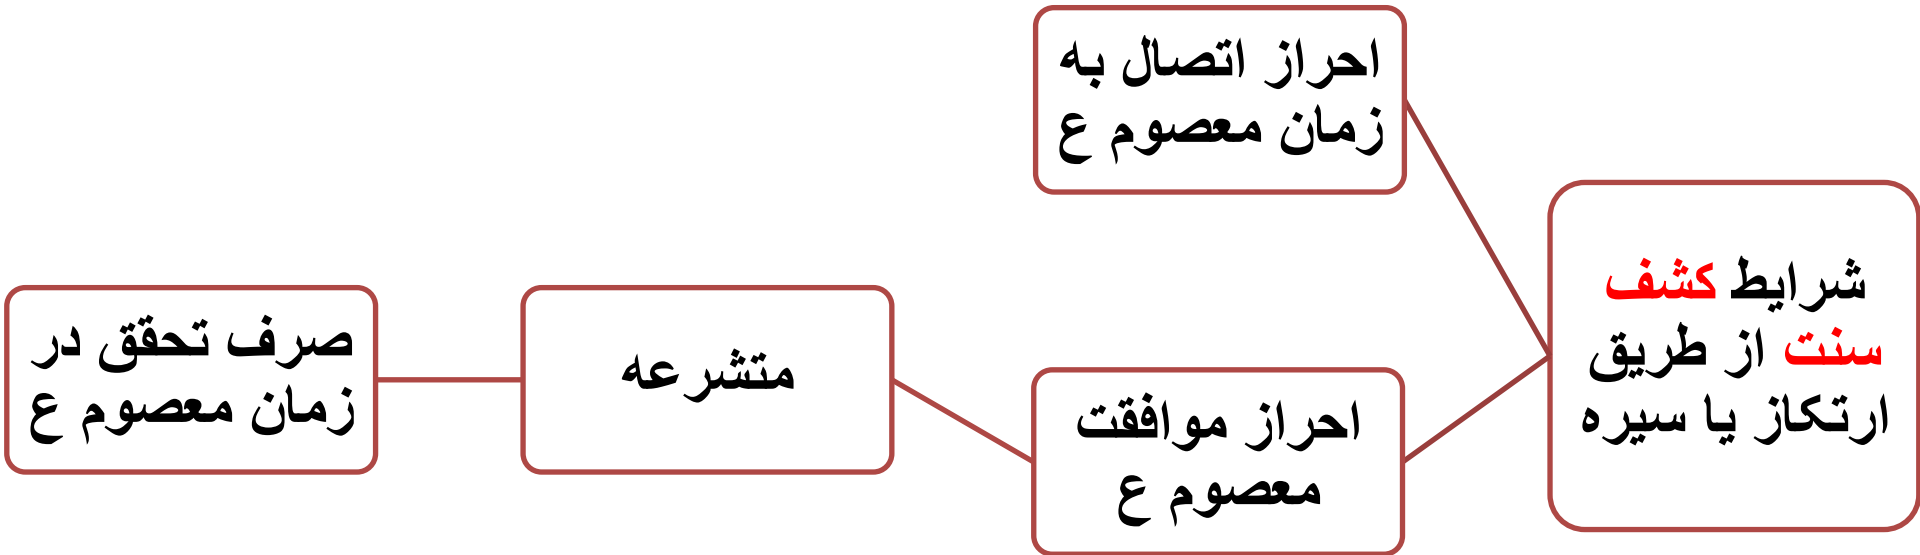 شرایط کشف
سنت از طریق
ارتکاز یا سیره
احراز اتصال به
زمان معصوم ع
احراز موافقت
معصوم ع
متشرعه
صرف تحقق در
زمان معصوم ع